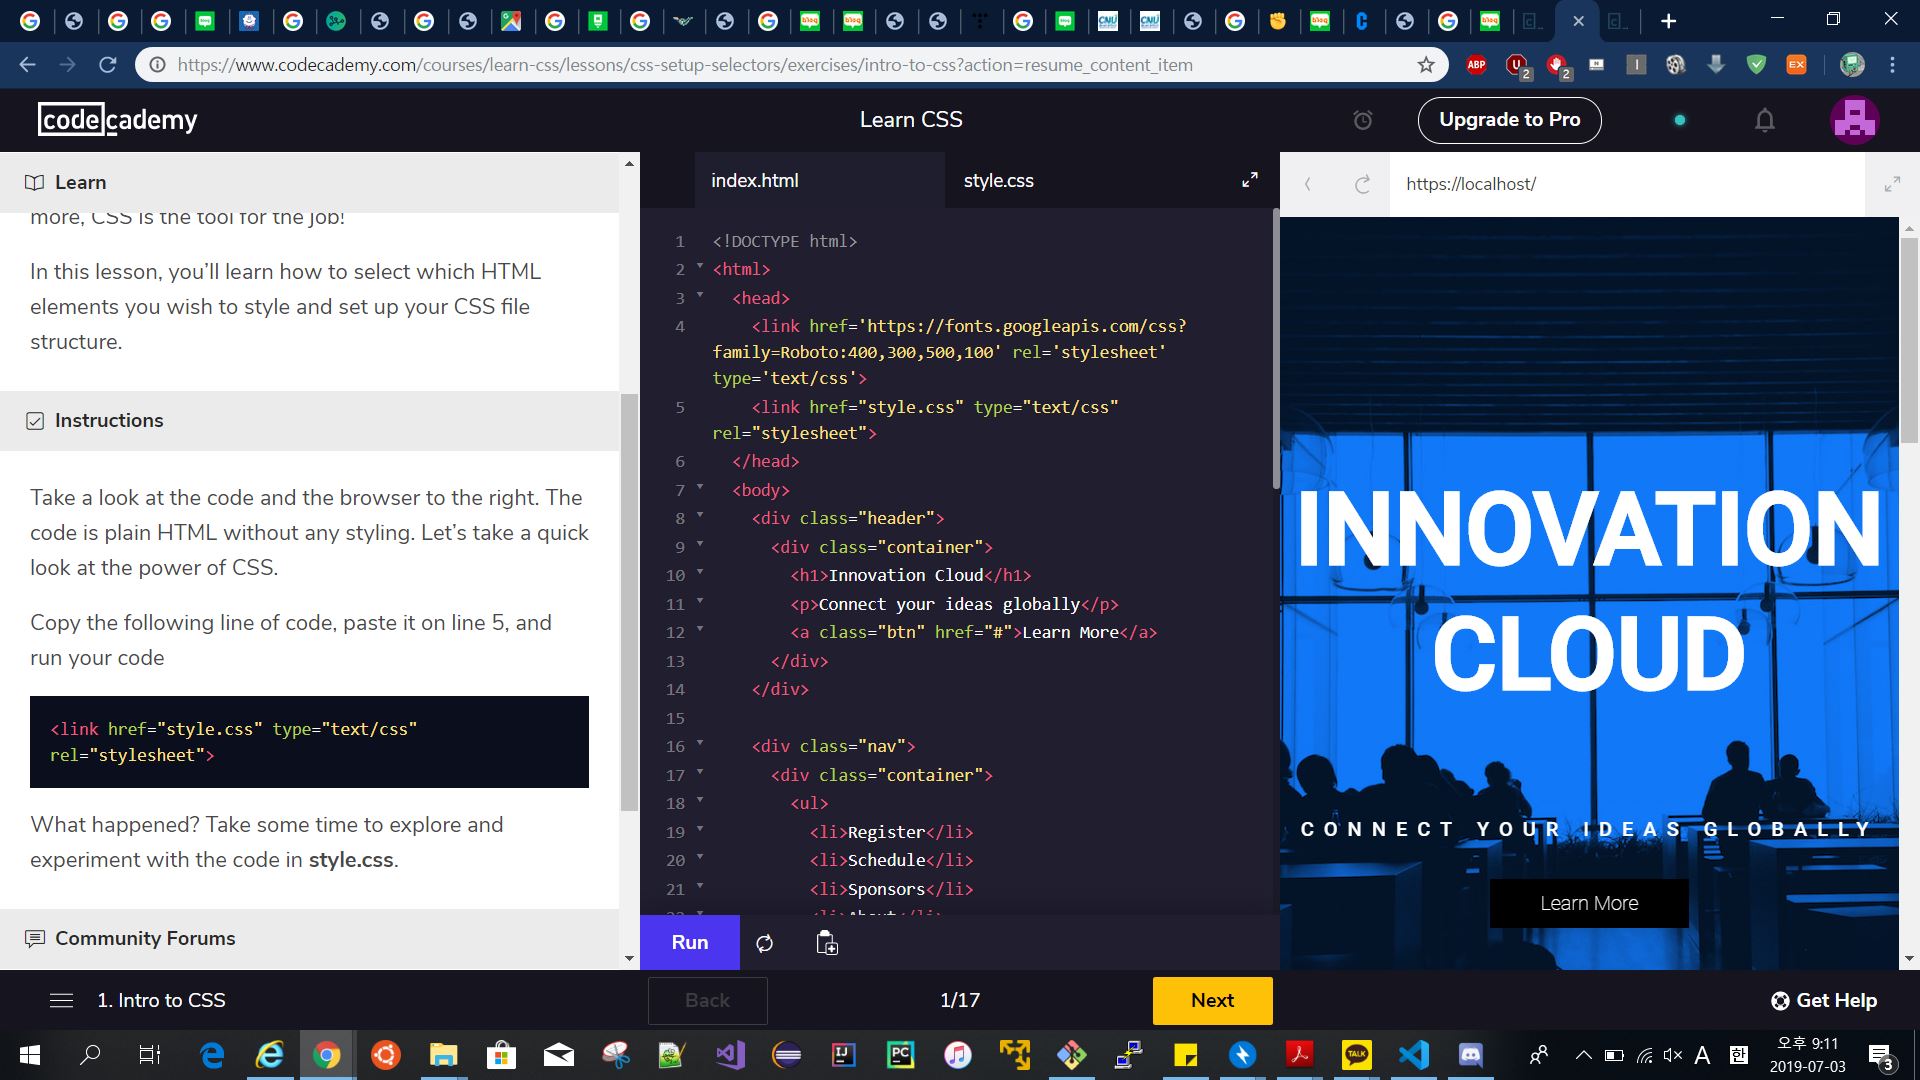 https://www.codecademy.com/courses/learn-css/lessons/css-setup-selectors/exercises/intro-to-css?action=resume_content_item
ABP
2
2
EX
codecademy
Learn CSS
Upgrade to Pro
Learn
more, CSS is the tool for the job!
In this lesson, you’ll learn how to select which HTML
elements you wish to style and set up your CSS file
structure.
Instructions
Take a look at the code and the browser to the right. The
code is plain HTML without any styling. Let’s take a quick
look at the power of CSS.
Copy the following line of code, paste it on line 5, and
run your code
<link href="style.css" type="text/css"
rel="stylesheet">
What happened? Take some time to explore and
experiment with the code in style.css.
Community Forums
index.html
style.css
1 <!DOCTYPE html>
2 <html>
3 <head>
4 <link href='https://fonts.googleapis.com/css?
family=Roboto:400,300,500,100' rel='stylesheet'
type='text/css'>
5 <link href="style.css" type="text/css"
rel="stylesheet">
6 </head>
7 <body>
8 <div class="header">
9 <div class="container">
10 <h1>Innovation Cloud</h1>
11 <p>Connect your ideas globally</p>
12 <a class="btn" href="#">Learn More</a>
13 </div>
14 </div>
15
16 <div class="nav">
17 <div class="container">
18 <ul>
19 <li>Register</li>
20 <li>Schedule</li>
21 <li>Sponsors</li>
22 <li>About</li>
Run
https://localhost/
INNOVATION
CLOUD
CONNECT YOUR IDEAS GLOBALLY
Learn More
1. Intro to CSS
Back
1/17
Next
Get Help
IJ
PC
TALK
A
한
오후 9:11
2019-07-03
3